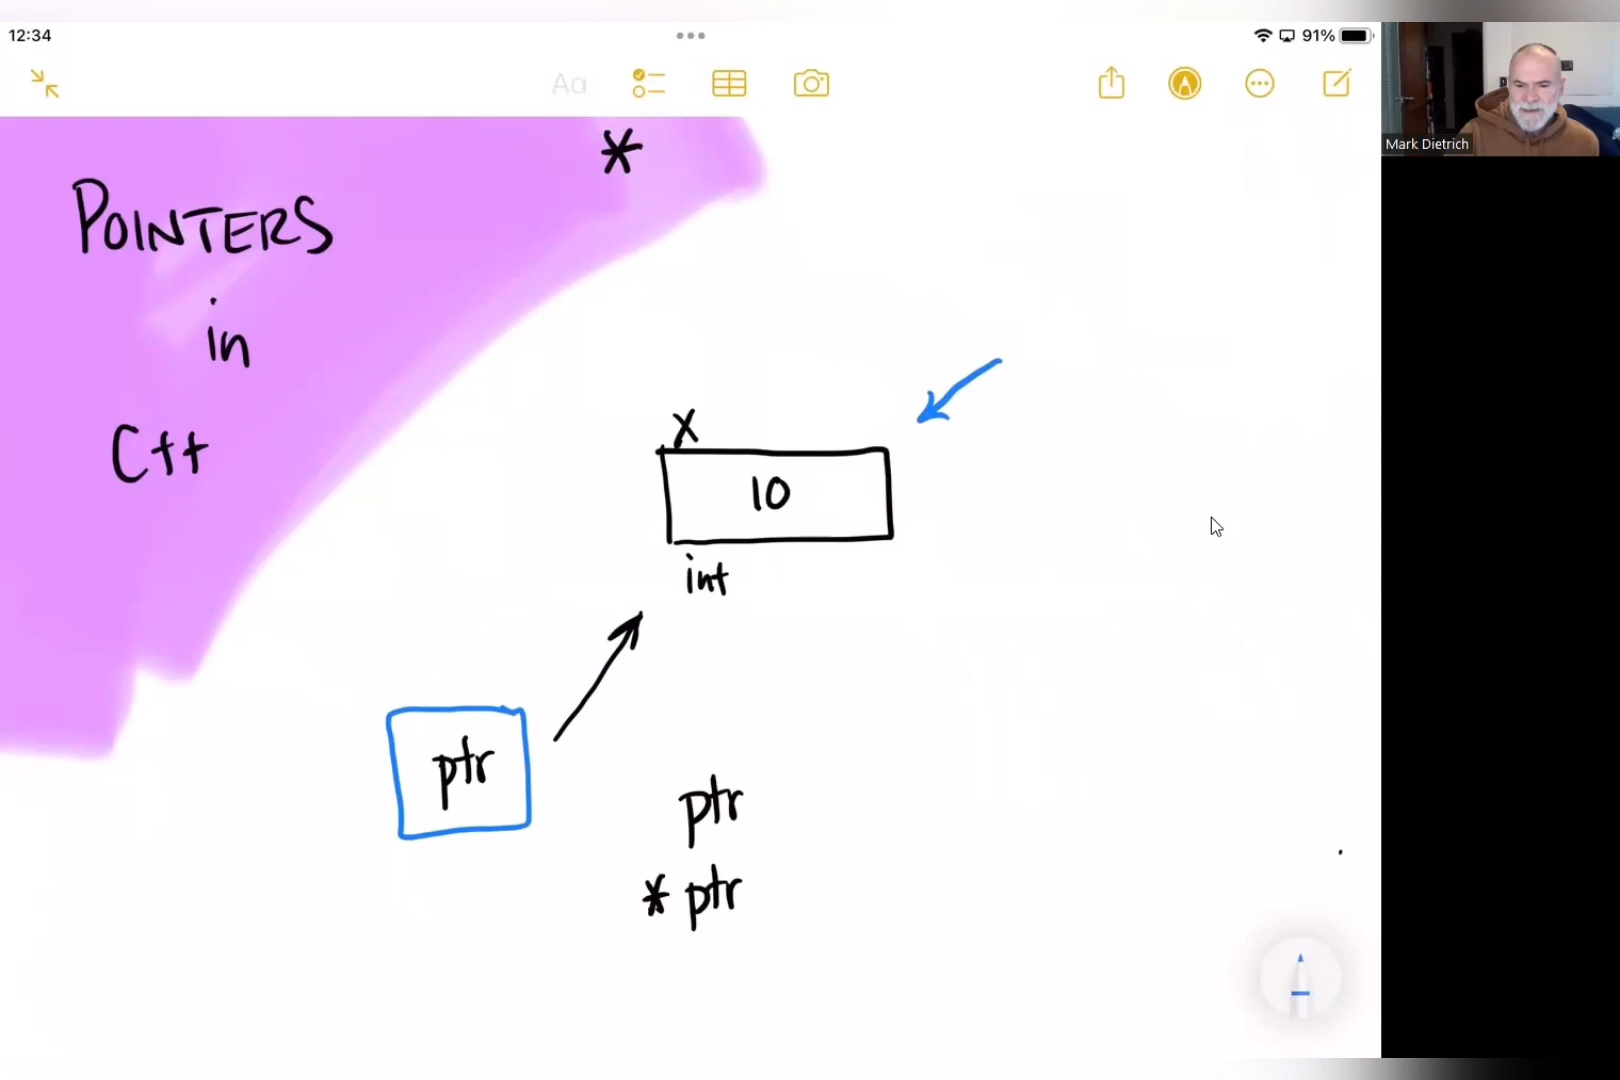 12:34
91%
Aa
Mark Dietrich
*
POINTERS
in
C++
X
10
int
ptr
ptr
* ptr